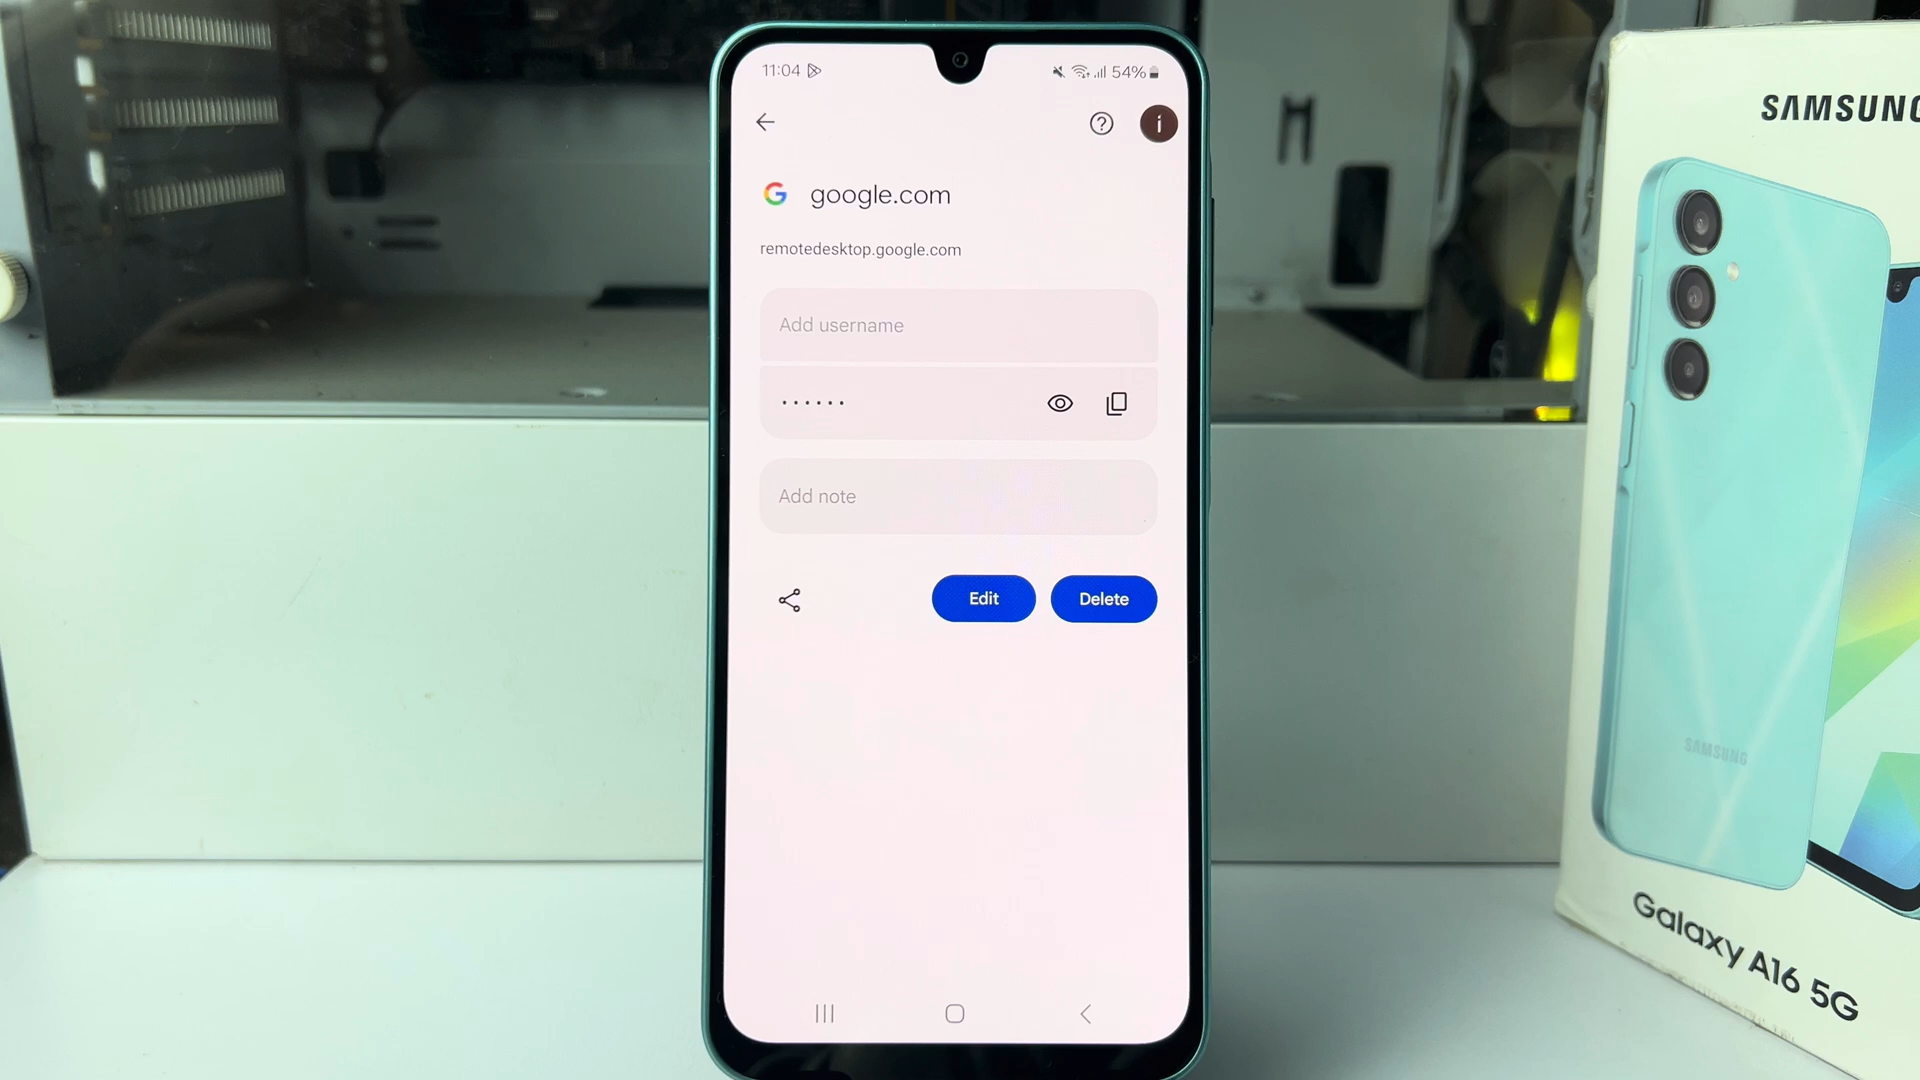 11:04
54%
i
google.com
remotedesktop.google.com
Add username
••••••
Add note
Edit
Delete
SAMSUNG
SAMSUNG
Galaxy A16 5G